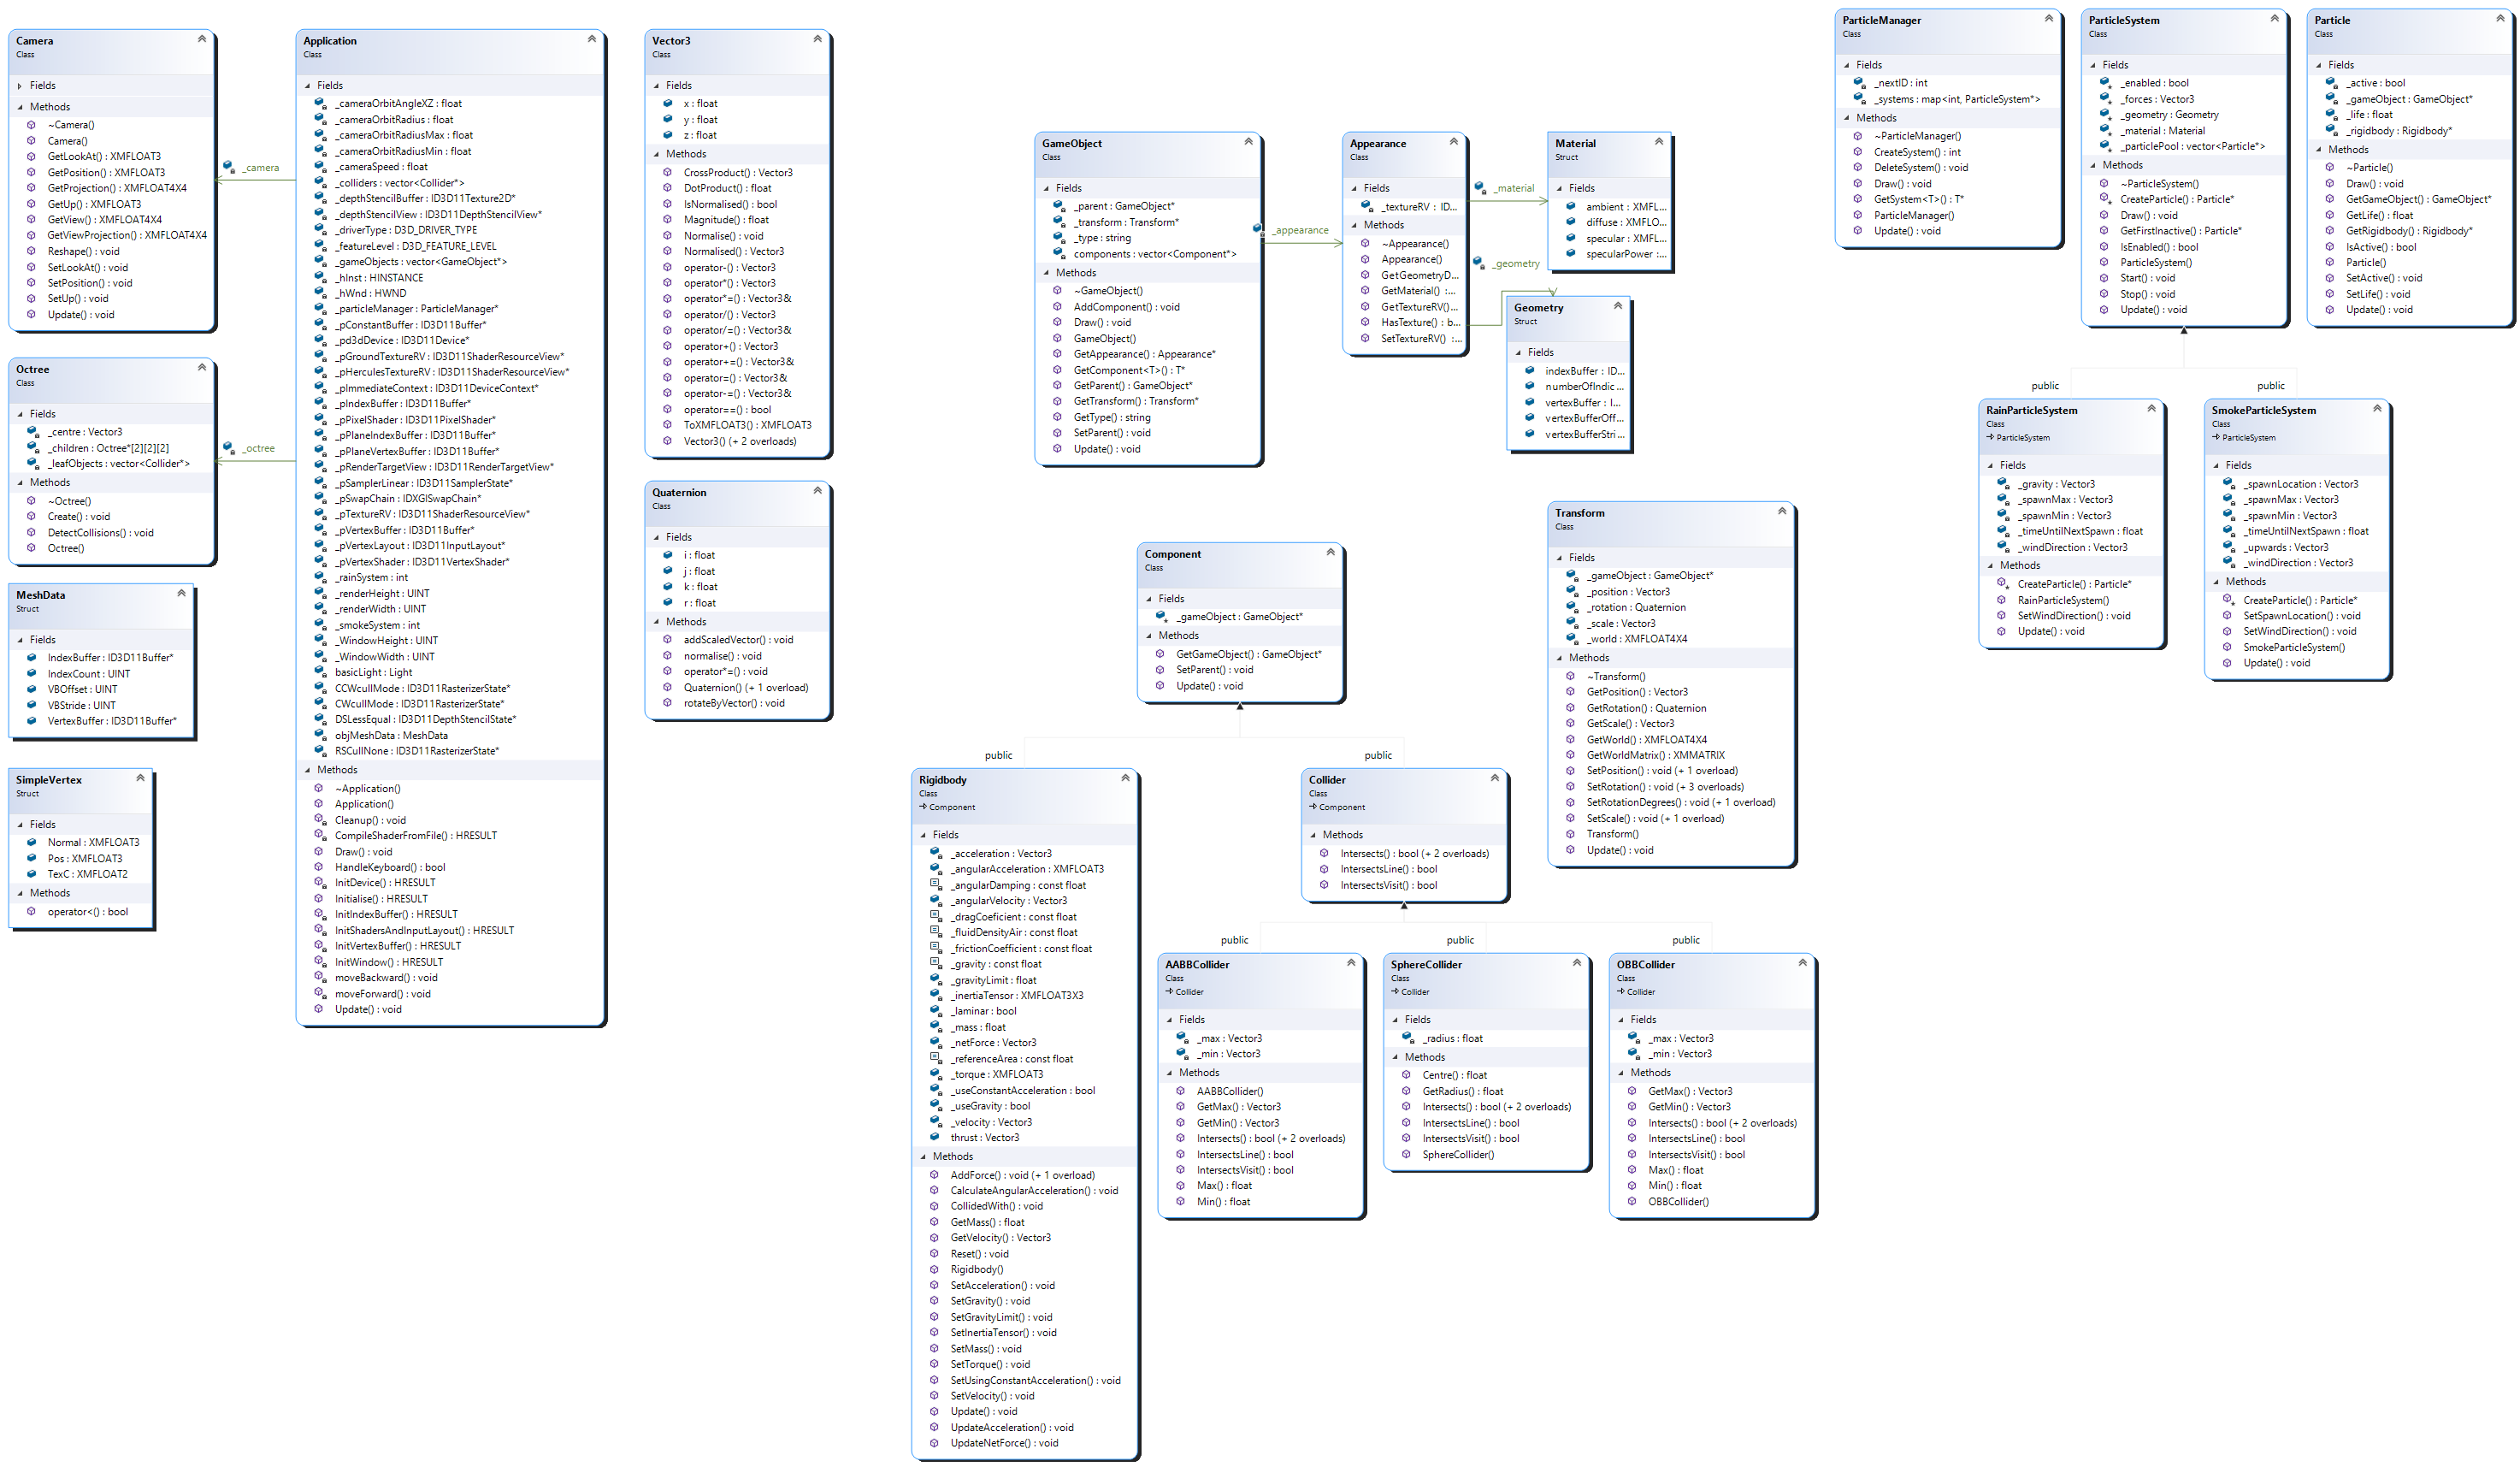 Camera
Class
Fields
Methods
~Camera()
Camera()
GetLookAt() : XMFLOAT3
GetPosition() : XMFLOAT3
GetProjection() : XMFLOAT4X4
GetUp() : XMFLOAT3
GetView() : XMFLOAT4X4
GetViewProjection() : XMFLOAT4X4
Reshape() : void
SetLookAt() : void
SetPosition() : void
SetUp() : void
Update() : void
_camera
Octree
Class
Fields
_centre : Vector3
_children : Octree*[2][2][2]
_leafObjects : vector<Collider*>
Methods
~Octree()
Create() : void
DetectCollisions() : void
Octree()
_octree
MeshData
Struct
Fields
IndexBuffer : ID3D11Buffer*
IndexCount : UINT
VBOffset : UINT
VBStride : UINT
VertexBuffer : ID3D11Buffer*
SimpleVertex
Struct
Fields
Normal : XMFLOAT3
Pos : XMFLOAT3
TexC : XMFLOAT2
Methods
operator<() : bool
Application
Class
Fields
_cameraOrbitAngleXZ : float
_cameraOrbitRadius : float
_cameraOrbitRadiusMax : float
_cameraOrbitRadiusMin : float
_cameraSpeed : float
_colliders : vector<Collider*>
_depthStencilBuffer : ID3D11Texture2D*
_depthStencilView : ID3D11DepthStencilView*
_driverType : D3D_DRIVER_TYPE
_featureLevel : D3D_FEATURE_LEVEL
_gameObjects : vector<GameObject*>
_hInst : HINSTANCE
_hWnd : HWND
_particleManager : ParticleManager*
_pConstantBuffer : ID3D11Buffer*
_pd3dDevice : ID3D11Device*
_pGroundTextureRV : ID3D11ShaderResourceView*
_pHerculesTextureRV : ID3D11ShaderResourceView*
_pImmediateContext : ID3D11DeviceContext*
_pIndexBuffer : ID3D11Buffer*
_pPixelShader : ID3D11PixelShader*
_pPlaneIndexBuffer : ID3D11Buffer*
_pPlaneVertexBuffer : ID3D11Buffer*
_pRenderTargetView : ID3D11RenderTargetView*
_pSamplerLinear : ID3D11SamplerState*
_pSwapChain : IDXGISwapChain*
_pTextureRV : ID3D11ShaderResourceView*
_pVertexBuffer : ID3D11Buffer*
_pVertexLayout : ID3D11InputLayout*
_pVertexShader : ID3D11VertexShader*
_rainSystem : int
_renderHeight : UINT
_renderWidth : UINT
_smokeSystem : int
_WindowHeight : UINT
_WindowWidth : UINT
basicLight : Light
CCWcullMode : ID3D11RasterizerState*
CWcullMode : ID3D11RasterizerState*
DSLessEqual : ID3D11DepthStencilState*
objMeshData : MeshData
RSCullNone : ID3D11RasterizerState*
Methods
~Application()
Application()
Cleanup() : void
CompileShaderFromFile() : HRESULT
Draw() : void
HandleKeyboard() : bool
InitDevice() : HRESULT
Initialise() : HRESULT
InitIndexBuffer() : HRESULT
InitShadersAndInputLayout() : HRESULT
InitVertexBuffer() : HRESULT
InitWindow() : HRESULT
moveBackward() : void
moveForward() : void
Update() : void
Vector3
Class
Fields
x : float
y : float
z : float
Methods
CrossProduct() : Vector3
DotProduct() : float
IsNormalised() : bool
Magnitude() : float
Normalise() : void
Normalised() : Vector3
operator-() : Vector3
operator*() : Vector3
operator*=() : Vector3&
operator/() : Vector3
operator/=() : Vector3&
operator+() : Vector3
operator+=() : Vector3&
operator=() : Vector3&
operator-=() : Vector3&
operator==() : bool
ToXMFLOAT3() : XMFLOAT3
Vector3() (+ 2 overloads)
Quaternion
Class
Fields
i : float
j : float
k : float
r : float
Methods
addScaledVector() : void
normalise() : void
operator*=() : void
Quaternion() (+ 1 overload)
rotateByVector() : void
GameObject
Class
Fields
_parent : GameObject*
_transform : Transform*
_type : string
components : vector<Component*>
Methods
~GameObject()
AddComponent() : void
Draw() : void
GameObject()
GetAppearance() : Appearance*
GetComponent<T>() : T*
GetParent() : GameObject*
GetTransform() : Transform*
GetType() : string
SetParent() : void
Update() : void
_appearance
Appearance
Class
Fields
_textureRV : ID...
Methods
~Appearance()
Appearance()
GetGeometryD...
GetMaterial() :...
GetTextureRV()...
HasTexture() : b...
SetTextureRV() :...
_material
_geometry
Material
Struct
Fields
ambient : XMFL...
diffuse : XMFLO...
specular : XMFL...
specularPower :...
Geometry
Struct
Fields
indexBuffer : ID...
numberOfIndic...
vertexBuffer : I...
vertexBufferOff...
vertexBufferStri...
Component
Class
Fields
_gameObject : GameObject*
Methods
GetGameObject() : GameObject*
SetParent() : void
Update() : void
public
public
Rigidbody
Class
Component
Fields
_acceleration : Vector3
_angularAcceleration : XMFLOAT3
_angularDamping : const float
_angularVelocity : Vector3
_dragCoeficient : const float
_fluidDensityAir : const float
_frictionCoefficient : const float
_gravity : const float
_gravityLimit : float
_inertiaTensor : XMFLOAT3X3
_laminar : bool
_mass : float
_netForce : Vector3
_referenceArea : const float
_torque : XMFLOAT3
_useConstantAcceleration : bool
_useGravity : bool
_velocity : Vector3
thrust : Vector3
Methods
AddForce() : void (+ 1 overload)
CalculateAngularAcceleration() : void
CollidedWith() : void
GetMass() : float
GetVelocity() : Vector3
Reset() : void
Rigidbody()
SetAcceleration() : void
SetGravity() : void
SetGravityLimit() : void
SetInertiaTensor() : void
SetMass() : void
SetTorque() : void
SetUsingConstantAcceleration() : void
SetVelocity() : void
Update() : void
UpdateAcceleration() : void
UpdateNetForce() : void
Collider
Class
Component
Methods
Intersects() : bool (+ 2 overloads)
IntersectsLine() : bool
IntersectsVisit() : bool
public
public
public
AABBCollider
Class
Collider
Fields
_max : Vector3
_min : Vector3
Methods
AABBCollider()
GetMax() : Vector3
GetMin() : Vector3
Intersects() : bool (+ 2 overloads)
IntersectsLine() : bool
IntersectsVisit() : bool
Max() : float
Min() : float
SphereCollider
Class
Collider
Fields
_radius : float
Methods
Centre() : float
GetRadius() : float
Intersects() : bool (+ 2 overloads)
IntersectsLine() : bool
IntersectsVisit() : bool
SphereCollider()
OBBCollider
Class
Collider
Fields
_max : Vector3
_min : Vector3
Methods
GetMax() : Vector3
GetMin() : Vector3
Intersects() : bool (+ 2 overloads)
IntersectsLine() : bool
IntersectsVisit() : bool
Max() : float
Min() : float
OBBCollider()
Transform
Class
Fields
_gameObject : GameObject*
_position : Vector3
_rotation : Quaternion
_scale : Vector3
_world : XMFLOAT4X4
Methods
~Transform()
GetPosition() : Vector3
GetRotation() : Quaternion
GetScale() : Vector3
GetWorld() : XMFLOAT4X4
GetWorldMatrix() : XMMATRIX
SetPosition() : void (+ 1 overload)
SetRotation() : void (+ 3 overloads)
SetRotationDegrees() : void (+ 1 overload)
SetScale() : void (+ 1 overload)
Transform()
Update() : void
ParticleManager
Class
Fields
_nextID : int
_systems : map<int, ParticleSystem*>
Methods
~ParticleManager()
CreateSystem() : int
DeleteSystem() : void
Draw() : void
GetSystem<T>() : T*
ParticleManager()
Update() : void
ParticleSystem
Class
Fields
_enabled : bool
_forces : Vector3
_geometry : Geometry
_material : Material
_particlePool : vector<Particle*>
Methods
~ParticleSystem()
CreateParticle() : Particle*
Draw() : void
GetFirstInactive() : Particle*
IsEnabled() : bool
ParticleSystem()
Start() : void
Stop() : void
Update() : void
Particle
Class
Fields
_active : bool
_gameObject : GameObject*
_life : float
_rigidbody : Rigidbody*
Methods
~Particle()
Draw() : void
GetGameObject() : GameObject*
GetLife() : float
GetRigidbody() : Rigidbody*
IsActive() : bool
Particle()
SetActive() : void
SetLife() : void
Update() : void
public
public
RainParticleSystem
Class
ParticleSystem
Fields
_gravity : Vector3
_spawnMax : Vector3
_spawnMin : Vector3
_timeUntilNextSpawn : float
_windDirection : Vector3
Methods
CreateParticle() : Particle*
RainParticleSystem()
SetWindDirection() : void
Update() : void
SmokeParticleSystem
Class
ParticleSystem
Fields
_spawnLocation : Vector3
_spawnMax : Vector3
_spawnMin : Vector3
_timeUntilNextSpawn : float
_upwards : Vector3
_windDirection : Vector3
Methods
CreateParticle() : Particle*
SetSpawnLocation() : void
SetWindDirection() : void
SmokeParticleSystem()
Update() : void